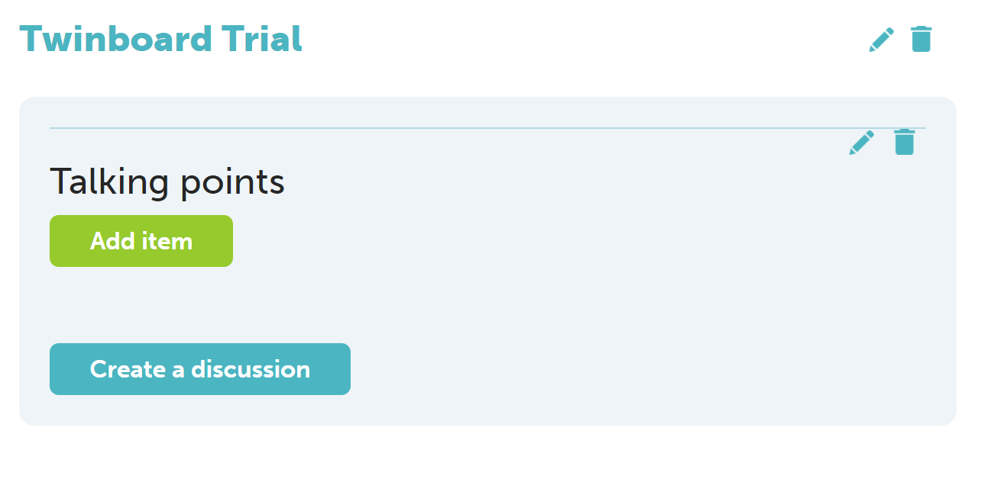 Twinboard Trial
Talking points
Add item
Create a discussion